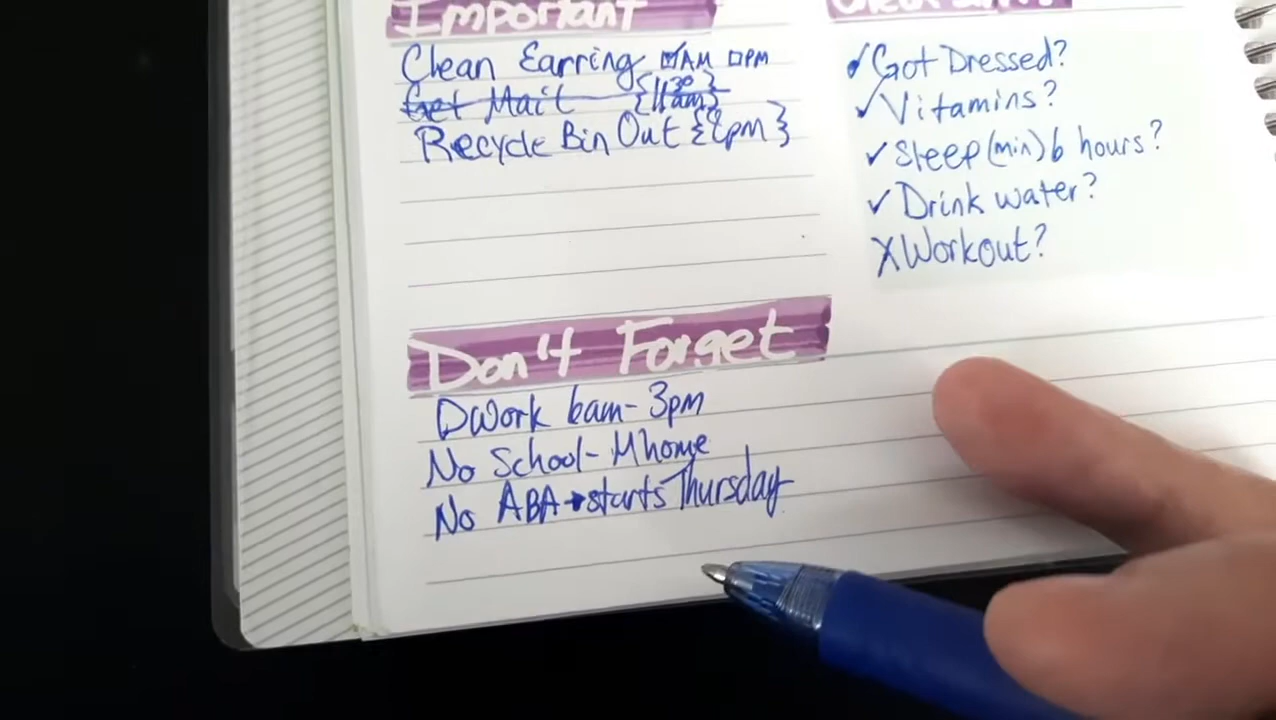 Important
Clean Earring ☑AM ☐PM
Get Mail {11:30am}
Recycle Bin Out {2pm}
✓Got Dressed?
✓Vitamins?
✓Sleep (min) 6 hours?
✓Drink water?
XWorkout?
Don't Forget
DWork 6am-3pm
No School-Mhome
No ABA→starts Thursday